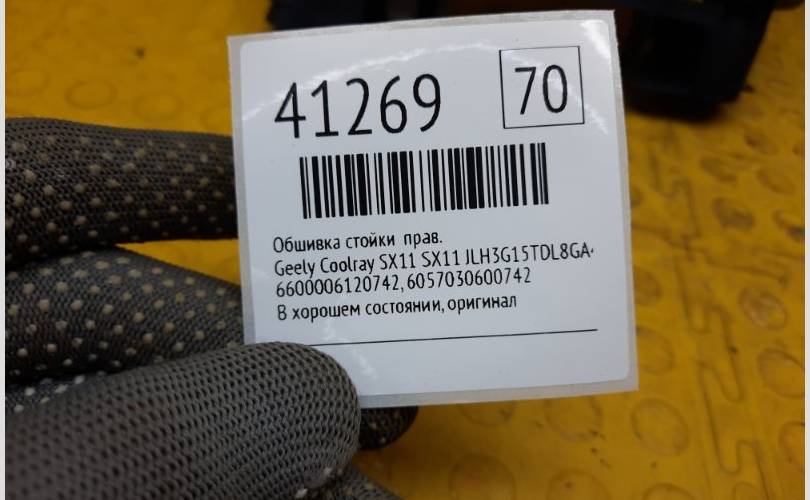 41269
70
Обшивка стойки прав.
Geely Coolray SX11 SX11 JLH3G15TDL8GA
6600006120742, 6057030600742
В хорошем состоянии, оригинал